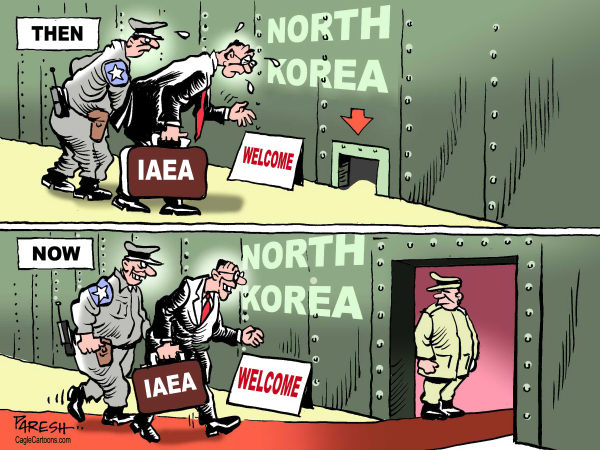 THEN
NORTH
KOREA
WELCOME
IAEA
NOW
NORTH
KOREA
WELCOME
IAEA
PARESH
CagleCartoons.com